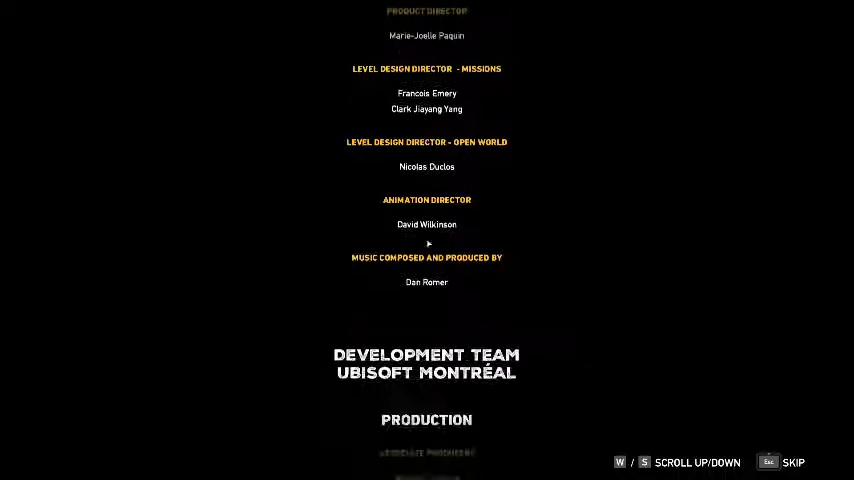 PRODUCT DIRECTOR
Marie-Joelle Paquin
LEVEL DESIGN DIRECTOR - MISSIONS
Francois Emery
Clark Jiayang Yang
LEVEL DESIGN DIRECTOR - OPEN WORLD
Nicolas Duclos
ANIMATION DIRECTOR
David Wilkinson
MUSIC COMPOSED AND PRODUCED BY
Dan Romer
DEVELOPMENT TEAM
UBISOFT MONTRÉAL
PRODUCTION
ASSOCIATE PRODUCER
W / S SCROLL UP/DOWN Esc SKIP